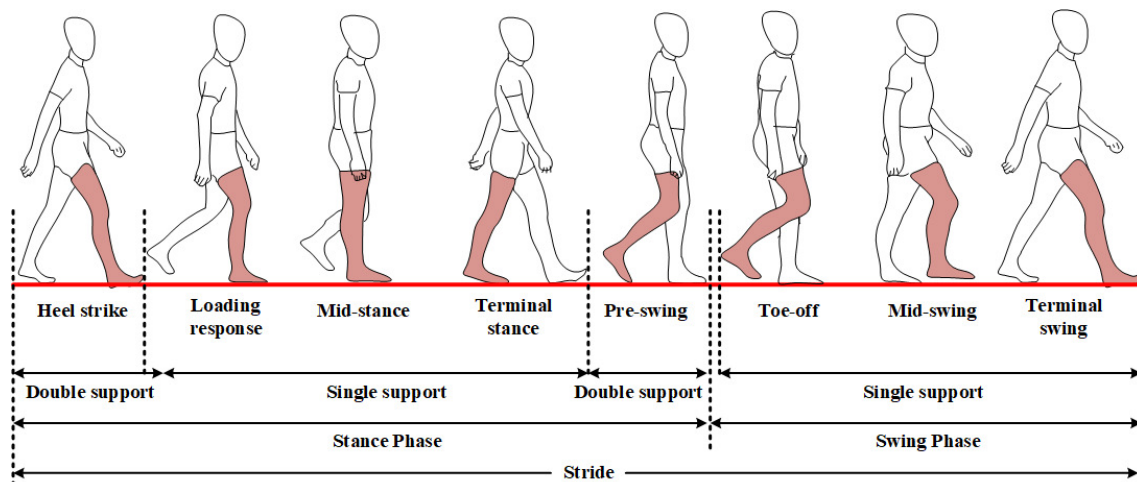 Heel strike
Loading
response
Mid-stance
Terminal
stance
Pre-swing
Toe-off
Mid-swing
Terminal
swing
Double support
Single support
Double support
Single support
Stance Phase
Swing Phase
Stride